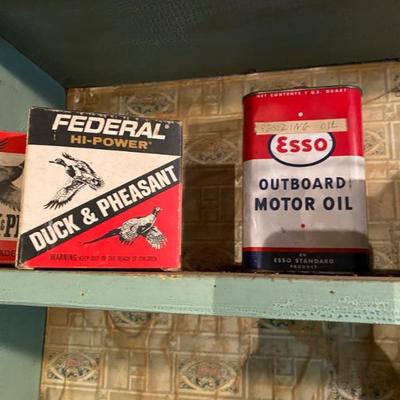 FEDERAL
HI-POWER
DUCK & PHEASANT
WARNING KEEP OUT OF THE REACH OF CHILDREN
NET CONTENTS 1 U.S. QUART
OIL
Esso
OUTBOARD
MOTOR OIL
AN
ESSO STANDARD
PRODUCT